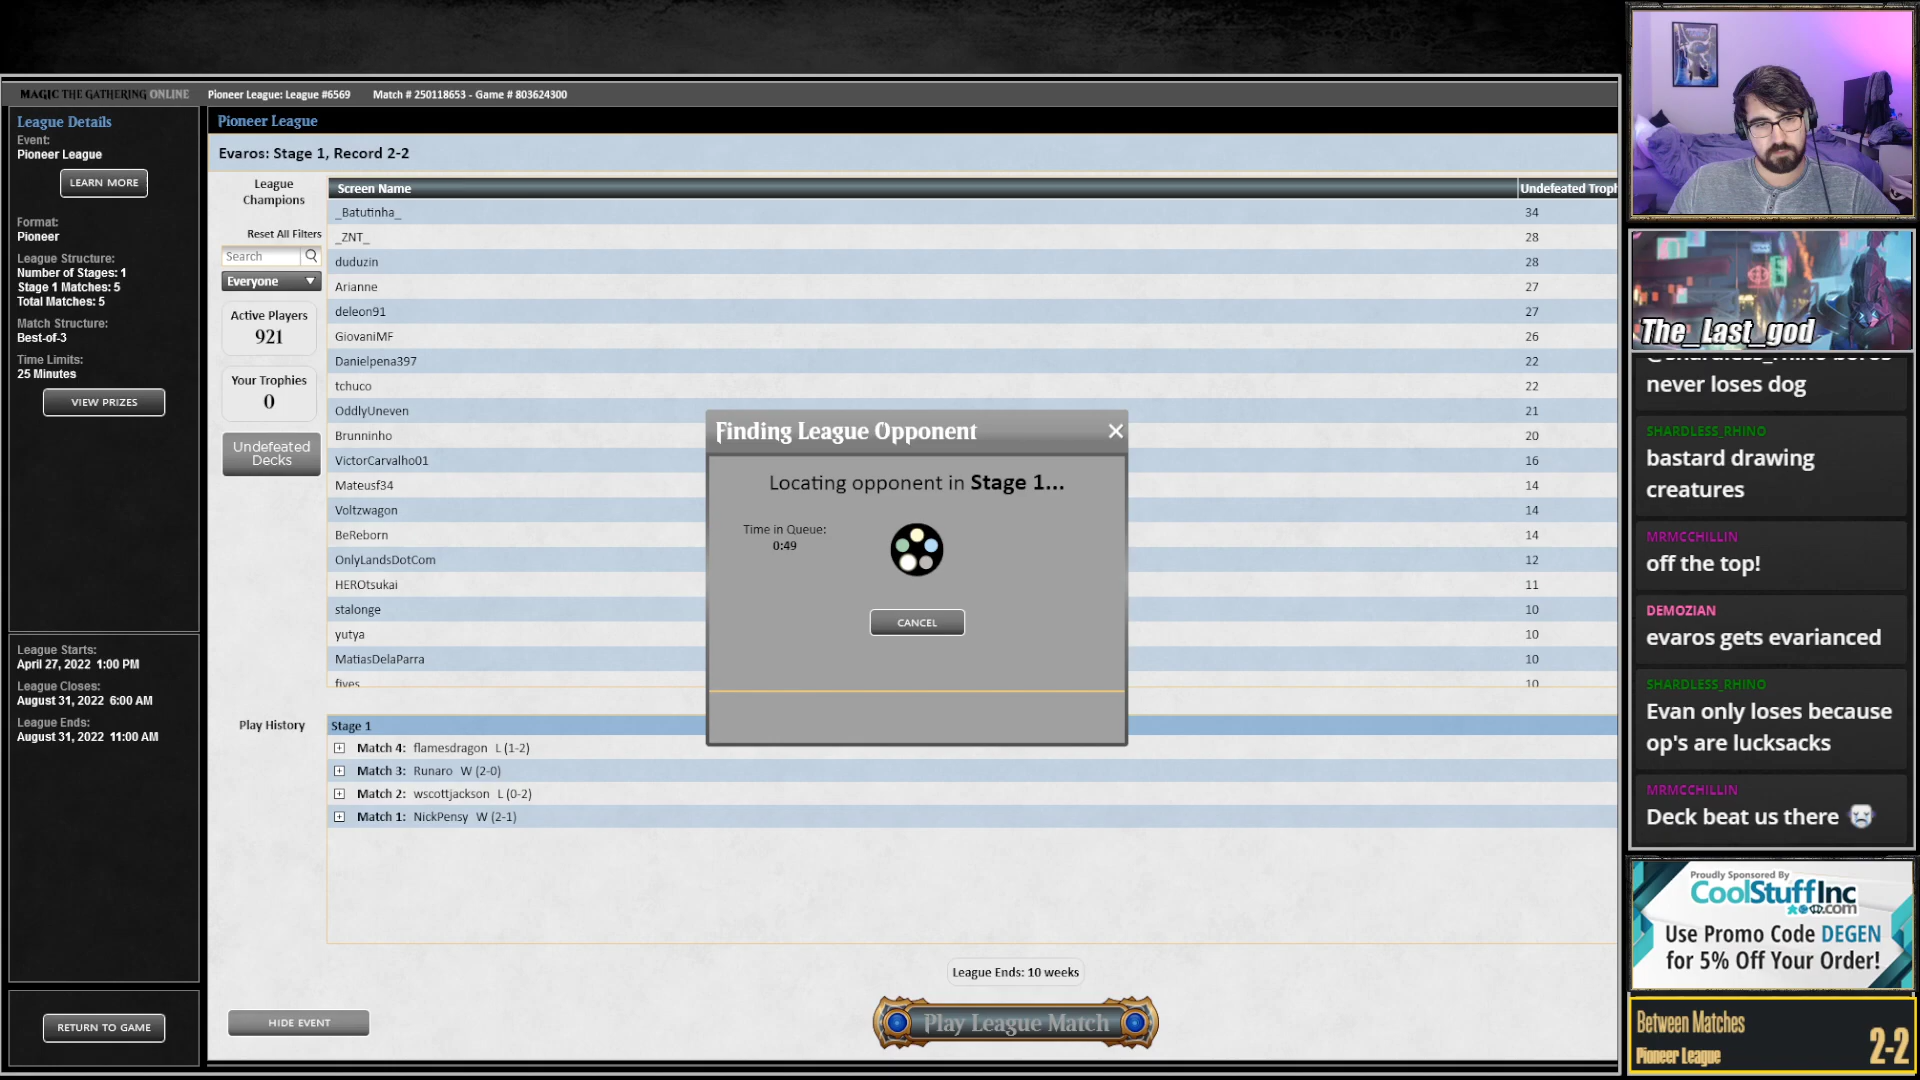 MAGIC THE GATHERING ONLINE
Pioneer League: League #6569
Match # 250118653 - Game # 803624300
League Details
Event:
Pioneer League
LEARN MORE
Format:
Pioneer
League Structure:
Number of Stages: 1
Stage 1 Matches: 5
Total Matches: 5
Match Structure:
Best-of-3
Time Limits:
25 Minutes
VIEW PRIZES
League Starts:
April 27, 2022 1:00 PM
League Closes:
August 31, 2022 6:00 AM
League Ends:
August 31, 2022 11:00 AM
RETURN TO GAME
Pioneer League
Evaros: Stage 1, Record 2-2
League
Champions
Reset All Filters
Search
Everyone
Active Players
921
Your Trophies
0
Undefeated
Decks
Screen Name
Undefeated Troph
_Batutinha_ 34
_ZNT_ 28
duduzin 28
Arianne 27
deleon91 27
GiovaniMF 26
Danielpena397 22
tchuco 22
OddlyUneven 21
Brunninho 20
VictorCarvalho01 16
Mateusf34 14
Voltzwagon 14
BeReborn 14
OnlyLandsDotCom 12
HEROtsukai 11
stalonge 10
yutya 10
MatiasDelaParra 10
fives 10
Finding League Opponent
Locating opponent in Stage 1...
Time in Queue:
0:49
CANCEL
Play History
Stage 1
Match 4: flamesdragon L (1-2)
Match 3: Runaro W (2-0)
Match 2: wscottjackson L (0-2)
Match 1: NickPensy W (2-1)
League Ends: 10 weeks
HIDE EVENT
Play League Match
The_Last_god
never loses dog
SHARDLESS_RHINO
bastard drawing
creatures
MRMCCHILLIN
off the top!
DEMOZIAN
evaros gets evarianced
SHARDLESS_RHINO
Evan only loses because
op's are lucksacks
MRMCCHILLIN
Deck beat us there
Proudly Sponsored By
CoolStuffInc
.com
Use Promo Code DEGEN
for 5% Off Your Order!
Between Matches
Pioneer League
2-2